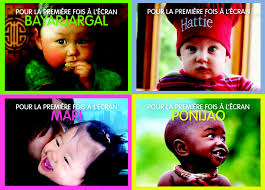 POUR LA PREMIÈRE FOIS À L'ÉCRAN
BAYARJARGAL
POUR LA PREMIÈRE FOIS À L'ÉCRAN
Hattie
POUR LA PREMIÈRE FOIS À L'ÉCRAN
MARI
POUR LA PREMIÈRE FOIS À L'ÉCRAN
PONIJAO